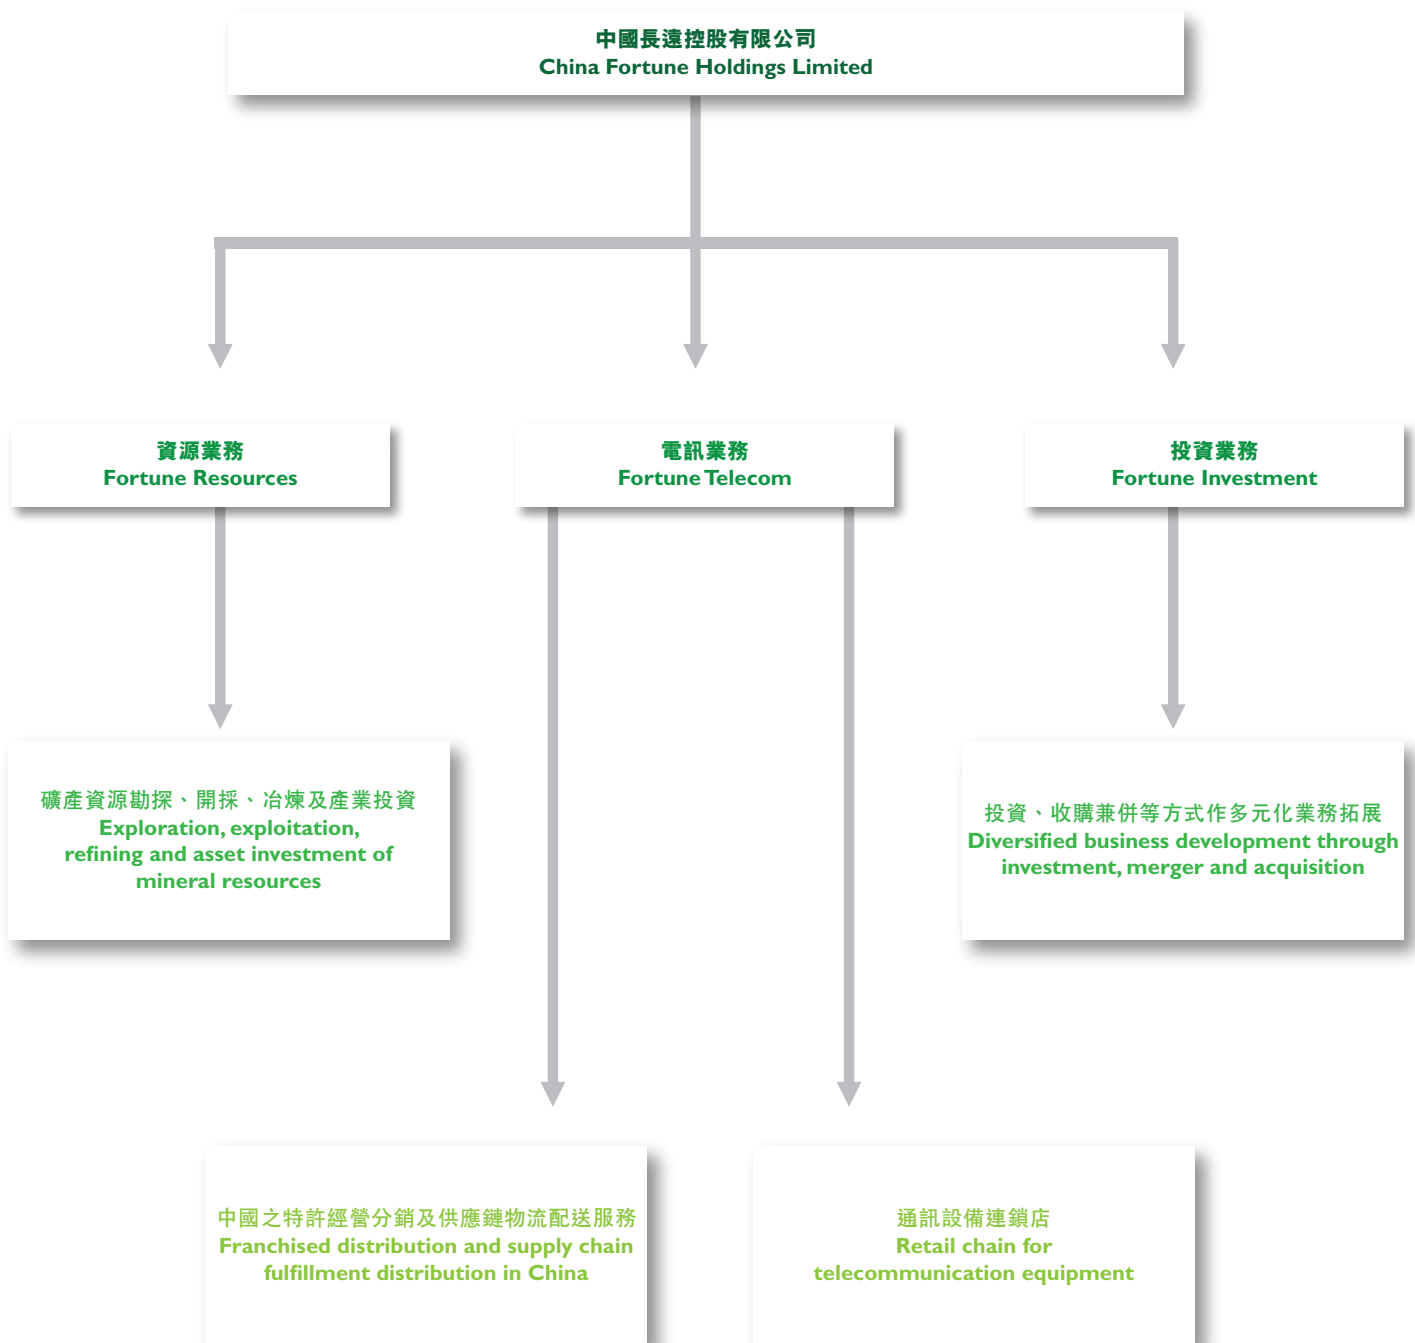 中國長遠控股有限公司
China Fortune Holdings Limited
資源業務
Fortune Resources
電訊業務
Fortune Telecom
投資業務
Fortune Investment
礦產資源勘探、開採、冶煉及產業投資
Exploration, exploitation,
refining and asset investment of
mineral resources
投資、收購兼併等方式作多元化業務拓展
Diversified business development through
investment, merger and acquisition
中國之特許經營分銷及供應鏈物流配送服務
Franchised distribution and supply chain
fulfillment distribution in China
通訊設備連鎖店
Retail chain for
telecommunication equipment